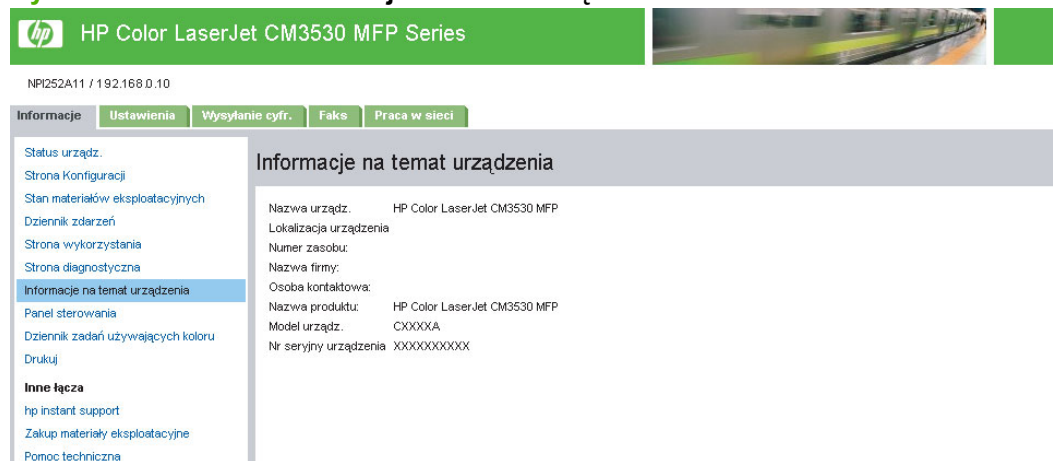 hp HP Color LaserJet CM3530 MFP Series
NPI252A11 / 192.168.0.10
Informacje Ustawienia Wysyłanie cyfr. Faks Praca w sieci
Status urządz.
Strona Konfiguracji
Stan materiałów eksploatacyjnych
Dziennik zdarzeń
Strona wykorzystania
Strona diagnostyczna
Informacje na temat urządzenia
Panel sterowania
Dziennik zadań używających koloru
Drukuj
Inne łącza
hp instant support
Zakup materiały eksploatacyjne
Pomoc techniczna
Informacje na temat urządzenia
Nazwa urządz. HP Color LaserJet CM3530 MFP
Lokalizacja urządzenia
Numer zasobu:
Nazwa firmy:
Osoba kontaktowa:
Nazwa produktu: HP Color LaserJet CM3530 MFP
Model urządz. CXXXXA
Nr seryjny urządzenia XXXXXXXXXX